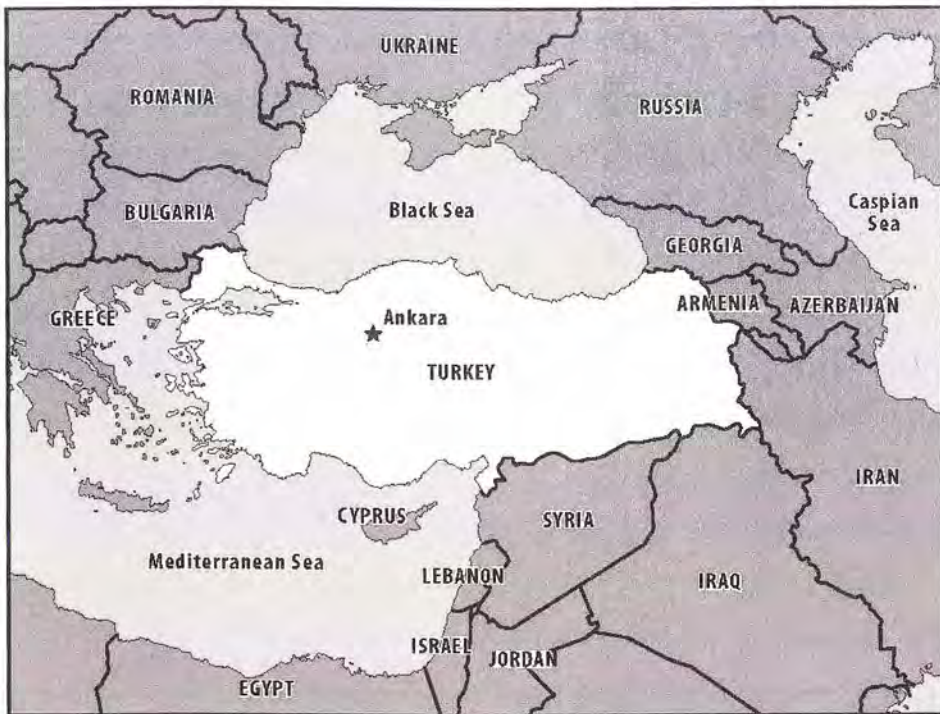 UKRAINE
ROMANIA
RUSSIA
BULGARIA
Black Sea
Caspian
Sea
GEORGIA
GREECE
Ankara
ARMENIA
AZERBAIJAN
TURKEY
IRAN
CYPRUS
SYRIA
Mediterranean Sea
LEBANON
IRAQ
ISRAEL
JORDAN
EGYPT